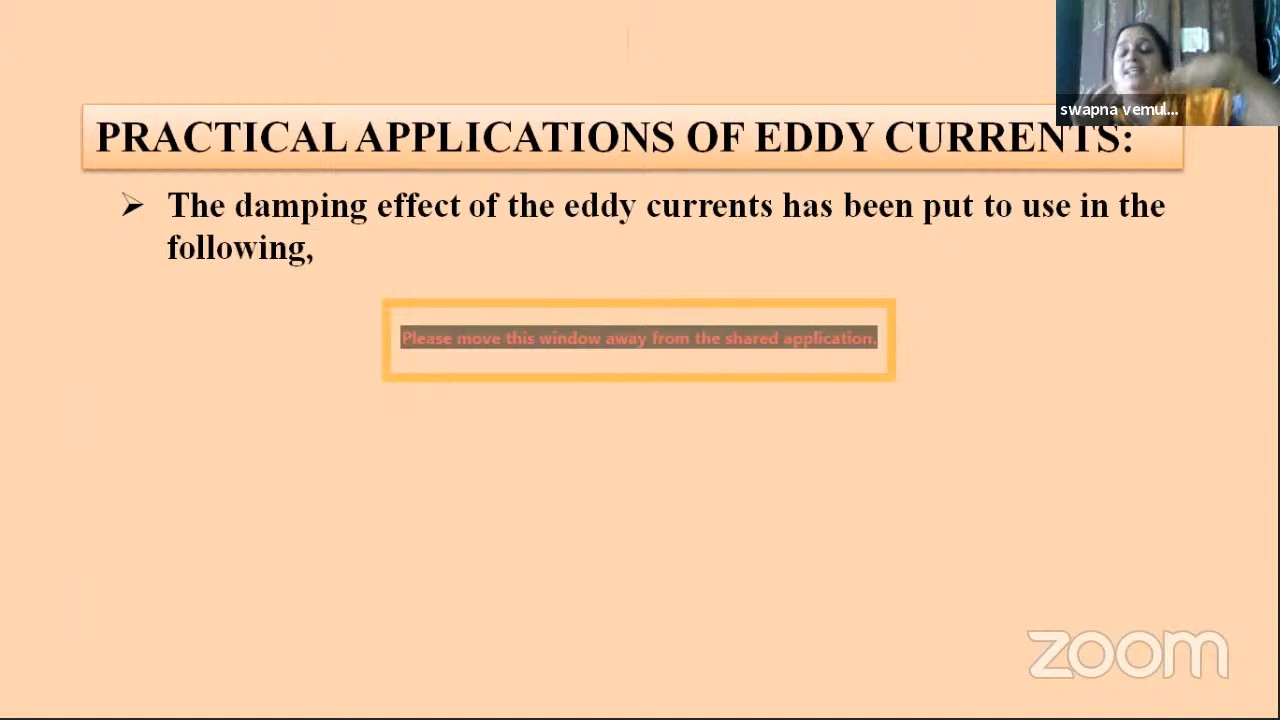 swapna vemul...
PRACTICAL APPLICATIONS OF EDDY CURRENTS:
The damping effect of the eddy currents has been put to use in the
following,
Please move this window away from the shared application.
zoom